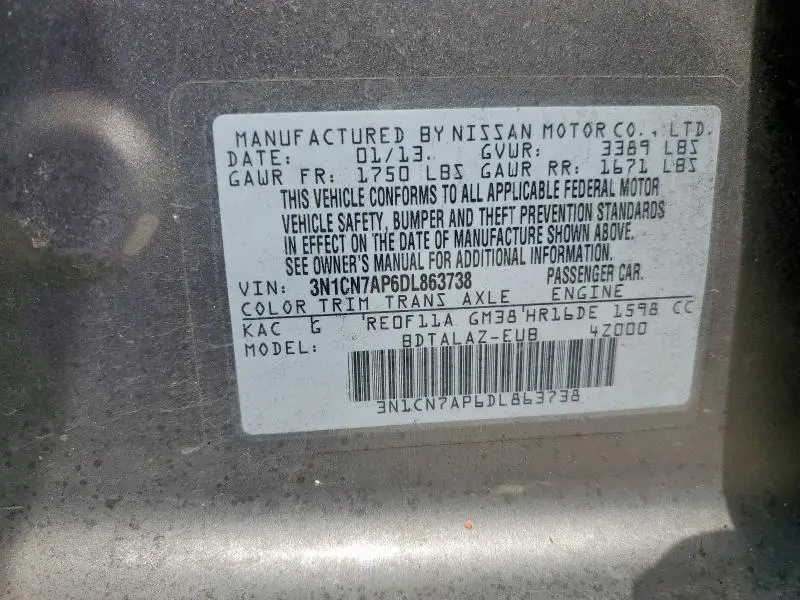 MANUFACTURED BY NISSAN MOTOR CO., LTD.
DATE: 01/13. GVWR: 3389 LBS
GAWR FR: 1750 LBS GAWR RR: 1671 LBS
THIS VEHICLE CONFORMS TO ALL APPLICABLE FEDERAL MOTOR
VEHICLE SAFETY, BUMPER AND THEFT PREVENTION STANDARDS
IN EFFECT ON THE DATE OF MANUFACTURE SHOWN ABOVE.
SEE OWNER'S MANUAL FOR ADDITIONAL INFORMATION.
VIN: 3N1CN7AP6DL863738 PASSENGER CAR.
COLOR TRIM TRANS AXLE ENGINE
KAC G RE0F11A GM38 HR16DE 1598 CC
MODEL: BDTALAZ-EUB 4Z000
3N1CN7AP6DL863738